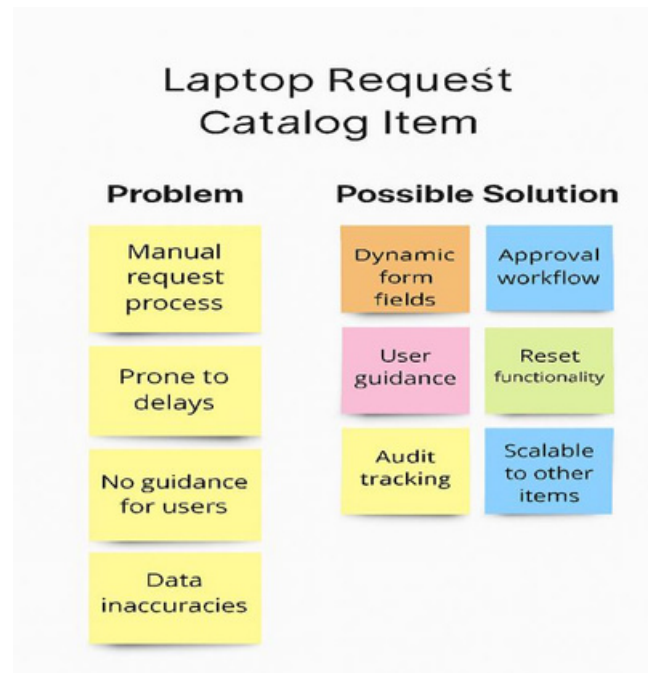 Laptop Request
Catalog Item
Problem
Manual
request
process
Prone to
delays
No guidance
for users
Data
inaccuracies
Possible Solution
Dynamic
form
fields
Approval
workflow
User
guidance
Reset
functionality
Audit
tracking
Scalable
to other
items